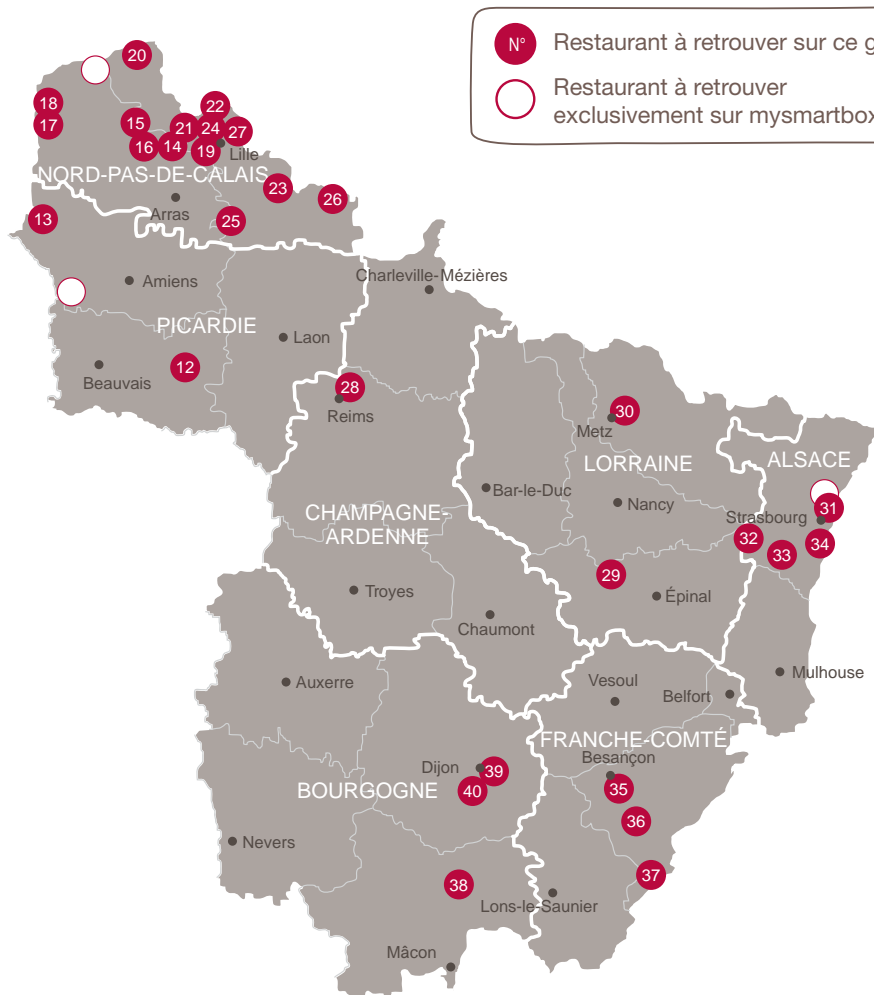 N° Restaurant à retrouver sur ce g
Restaurant à retrouver
exclusivement sur mysmartbox
20
18
22
17
15
21
24
27
16
14
19
Lille
NORD-PAS-DE-CALAIS
23
26
Arras
13
25
Charleville-Mézières
Amiens
PICARDIE
Laon
12
Beauvais
28
Reims
30
Metz
LORRAINE
ALSACE
Bar-le-Duc
Nancy
31
Strasbourg
CHAMPAGNE-
ARDENNE
32
33
34
29
Troyes
Épinal
Chaumont
Auxerre
Vesoul
Belfort
Mulhouse
FRANCHE-COMTÉ
Dijon
39
Besançon
BOURGOGNE
40
35
36
Nevers
37
38
Lons-le-Saunier
Mâcon